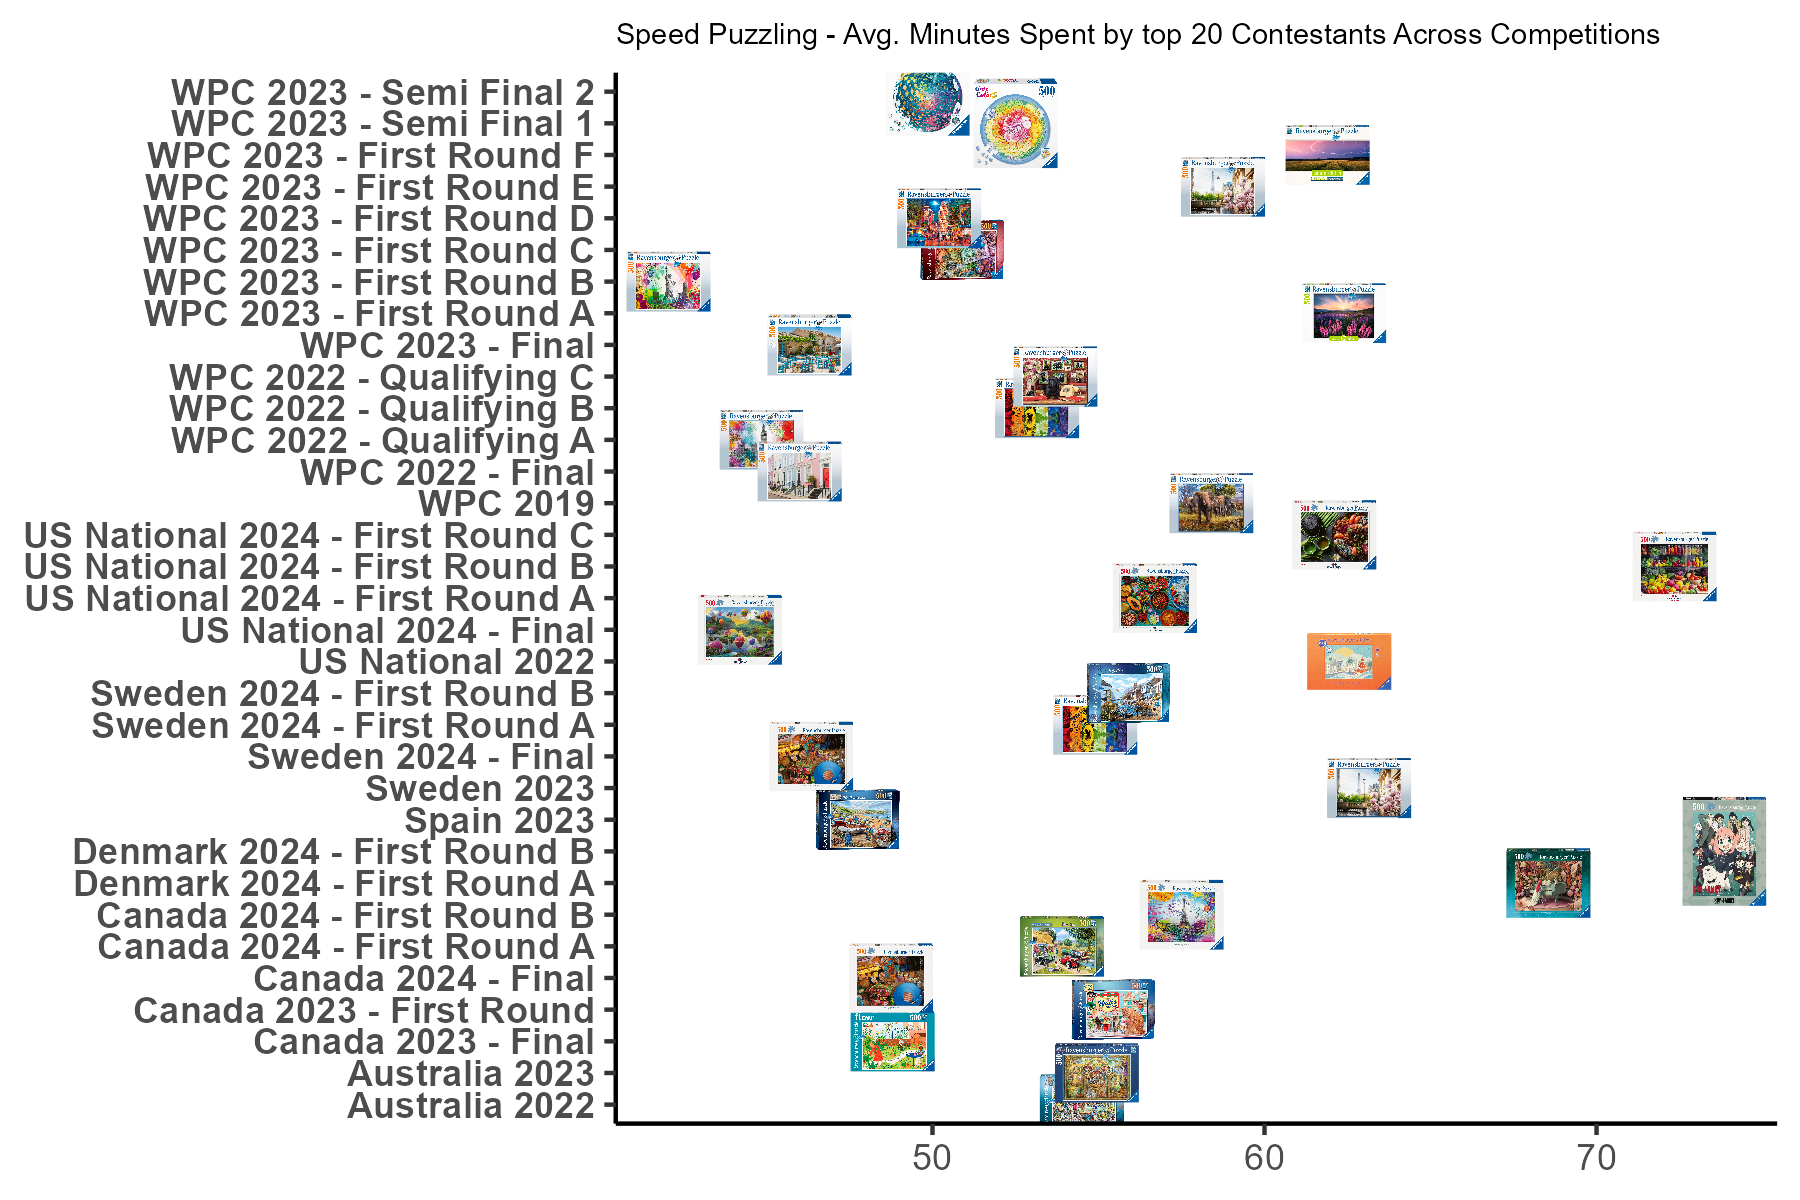 Speed Puzzling - Avg. Minutes Spent by top 20 Contestants Across Competitions
WPC 2023 - Semi Final 2
WPC 2023 - Semi Final 1
WPC 2023 - First Round F
WPC 2023 - First Round E
WPC 2023 - First Round D
WPC 2023 - First Round C
WPC 2023 - First Round B
WPC 2023 - First Round A
WPC 2023 - Final
WPC 2022 - Qualifying C
WPC 2022 - Qualifying B
WPC 2022 - Qualifying A
WPC 2022 - Final
WPC 2019
US National 2024 - First Round C
US National 2024 - First Round B
US National 2024 - First Round A
US National 2024 - Final
US National 2022
Sweden 2024 - First Round B
Sweden 2024 - First Round A
Sweden 2024 - Final
Sweden 2023
Spain 2023
Denmark 2024 - First Round B
Denmark 2024 - First Round A
Canada 2024 - First Round B
Canada 2024 - First Round A
Canada 2024 - Final
Canada 2023 - First Round
Canada 2023 - Final
Australia 2023
Australia 2022
50 60 70
500